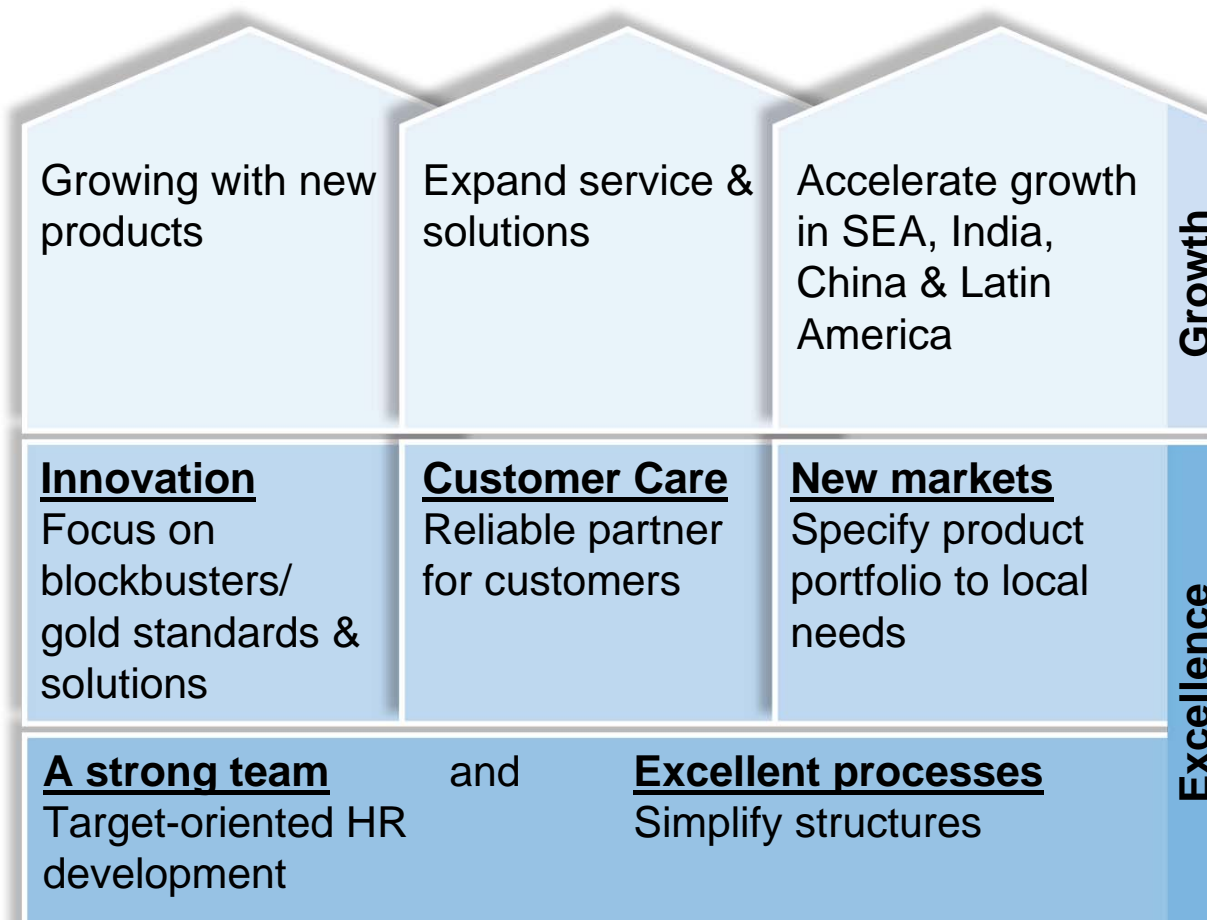 Growing with new
products
Expand service &
solutions
Accelerate growth
in SEA, India,
China & Latin
America
Growth
Innovation
Focus on
blockbusters/
gold standards &
solutions
Customer Care
Reliable partner
for customers
New markets
Specify product
portfolio to local
needs
Excellence
A strong team and Excellent processes
Target-oriented HR
development
Simplify structures